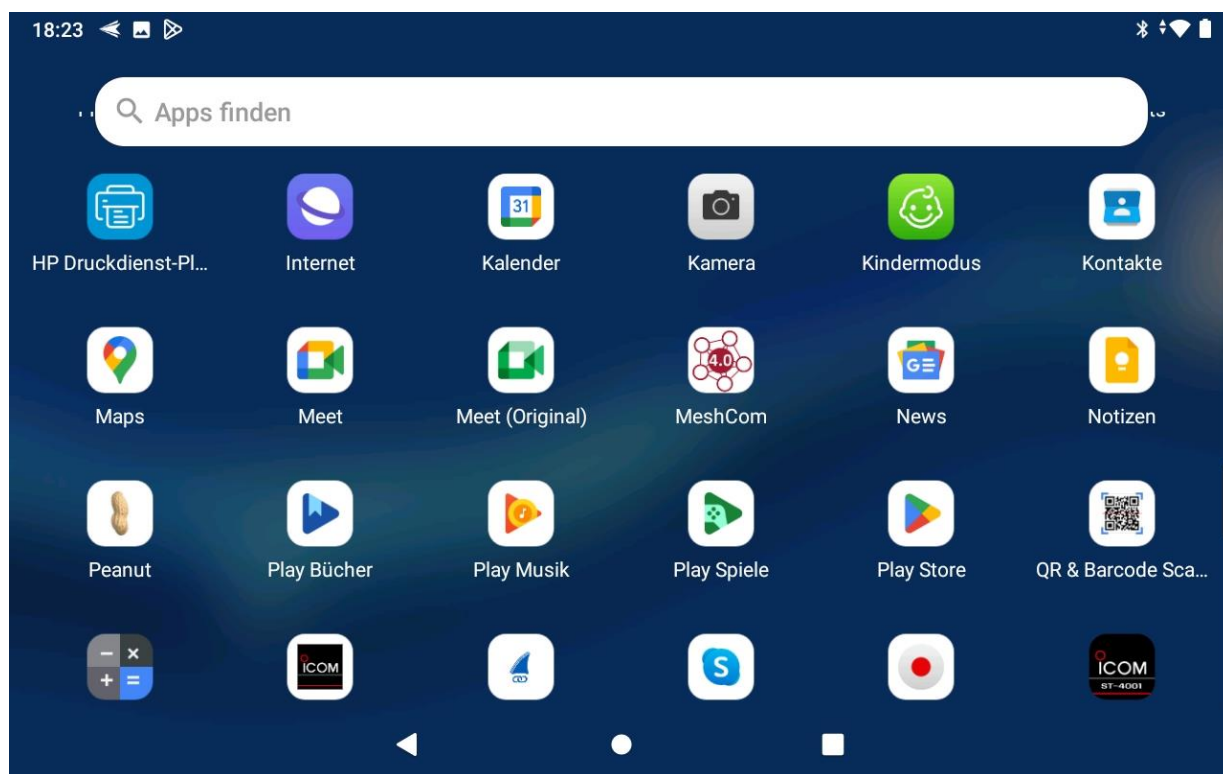 18:23
Apps finden
31
HP Druckdienst-Pl...
Internet
Kalender
Kamera
Kindermodus
Kontakte
4.0
G
Maps
Meet
Meet (Original)
MeshCom
News
Notizen
Peanut
Play Bücher
Play Musik
Play Spiele
Play Store
QR & Barcode Sca...
− ×
+ =
ICOM
S
ICOM
ST-4001